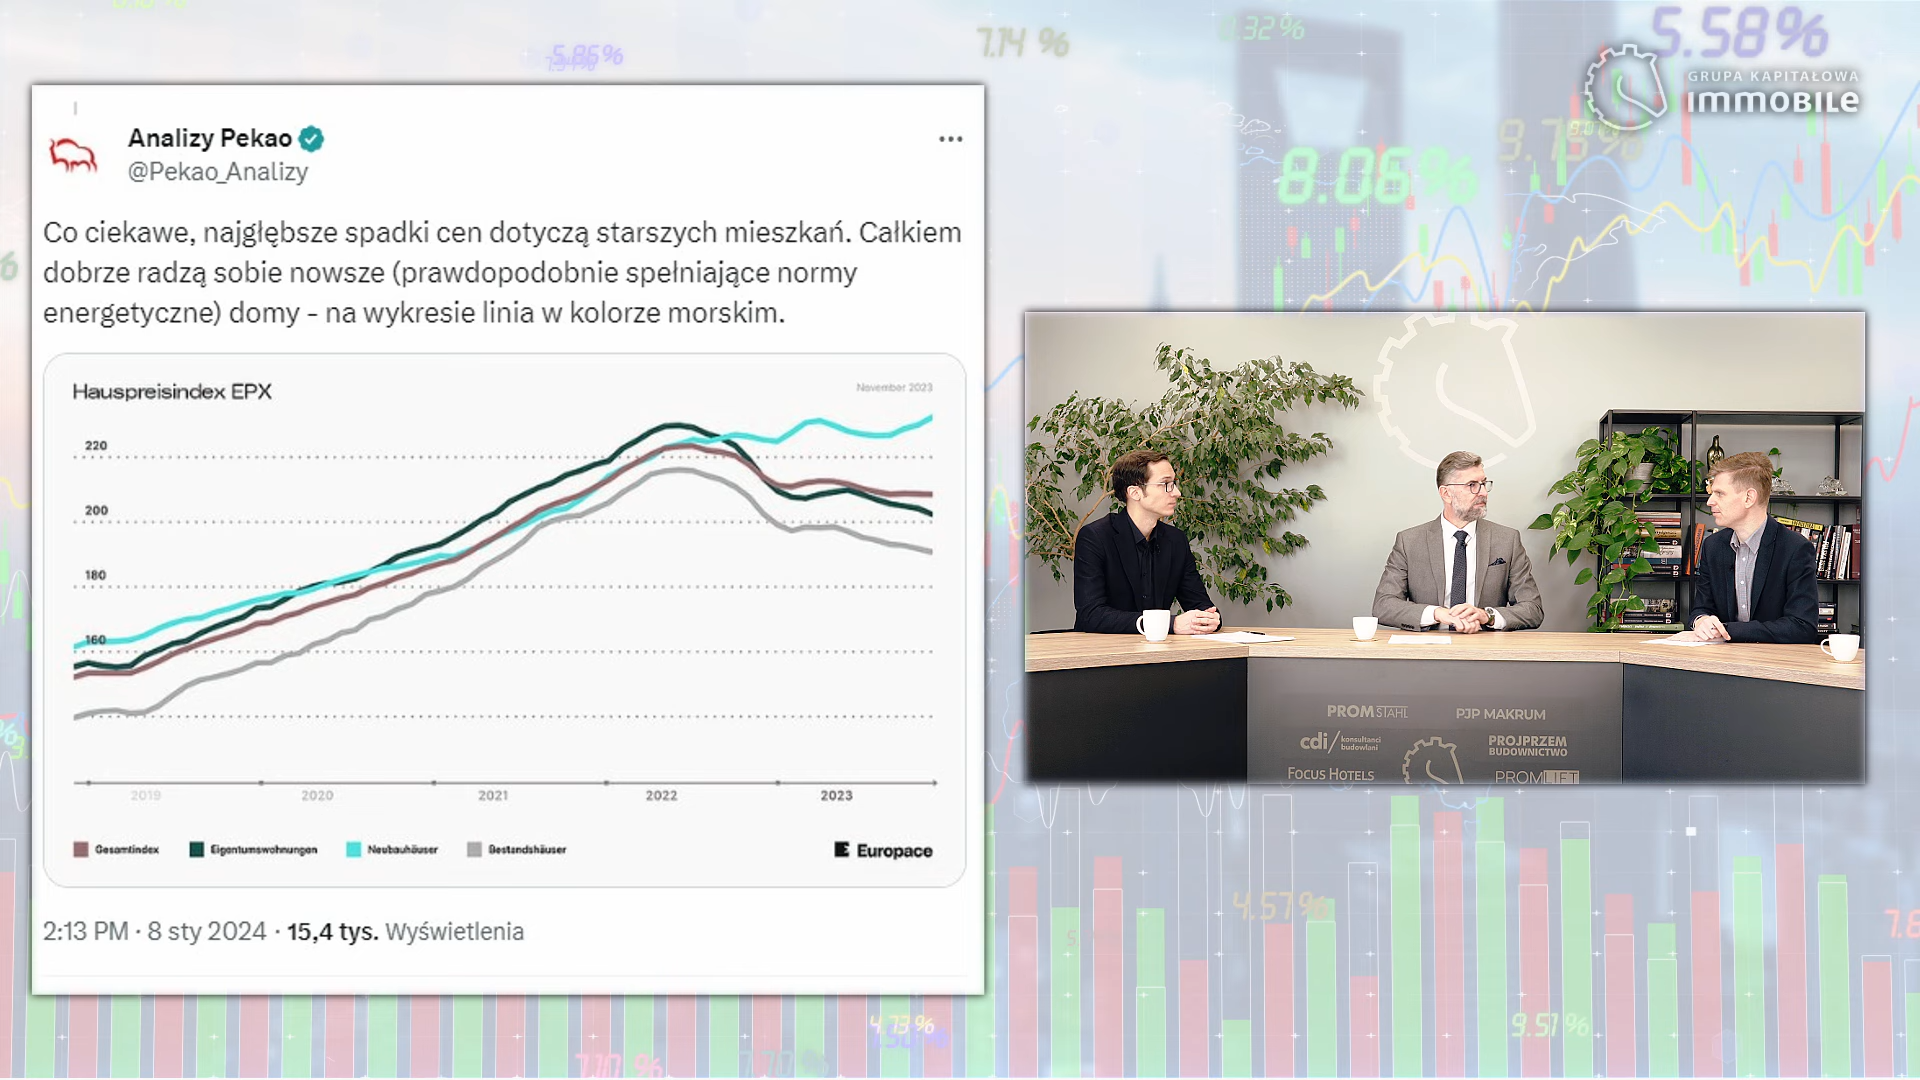 5.86%
7.14 %
5.58%
GRUPA KAPITAŁOWA
IMMOBILE
8.06%
Analizy Pekao
@Pekao_Analizy
Co ciekawe, najgłębsze spadki cen dotyczą starszych mieszkań. Całkiem
dobrze radzą sobie nowsze (prawdopodobnie spełniające normy
energetyczne) domy - na wykresie linia w kolorze morskim.
Hauspreisindex EPX
November 2023
220
200
180
160
2019 2020 2021 2022 2023
Gesamtindex Eigentumswohnungen Neubauhäuser Bestandshäuser
Europace
2:13 PM · 8 sty 2024 · 15,4 tys. Wyświetlenia
PROMSTAHL
PJP MAKRUM
cdi/konsultanci
budowlani
PROJPRZEM
BUDOWNICTWO
FOCUS HOTELS
PROMLIFT
4.57%
4.73%
9.51%